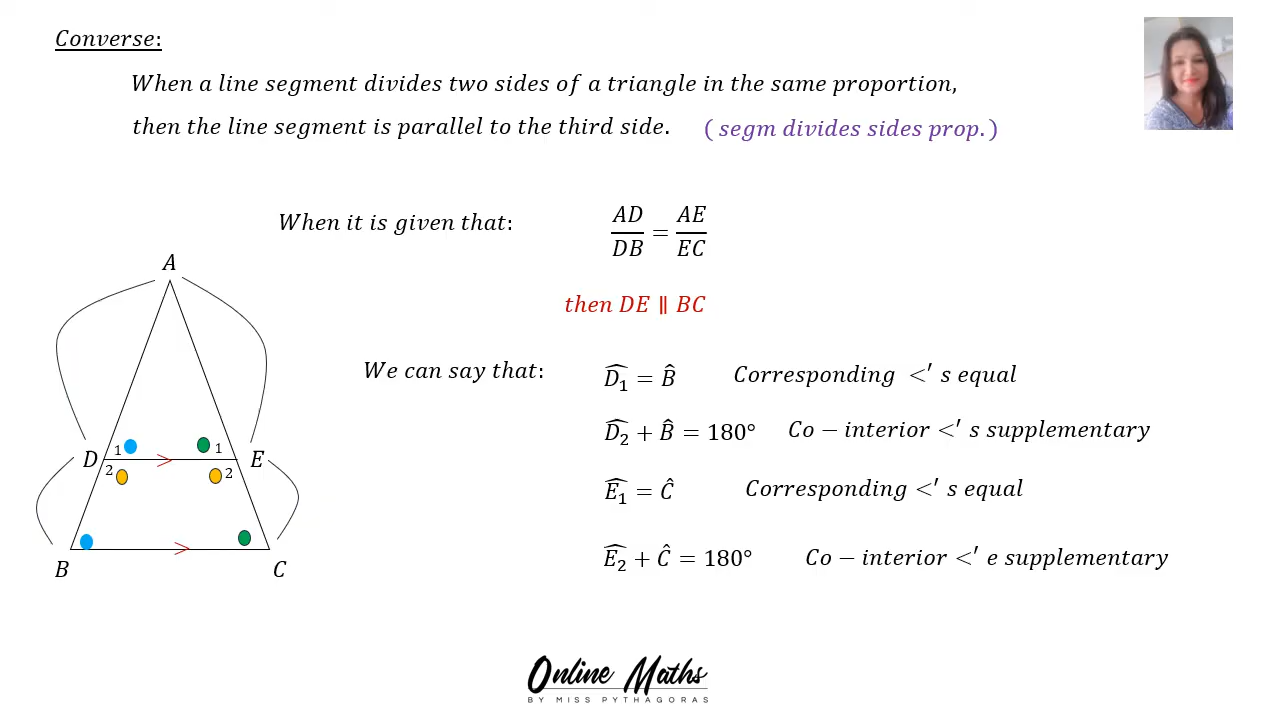 Converse:
When a line segment divides two sides of a triangle in the same proportion,
then the line segment is parallel to the third side. ( segm divides sides prop.)
When it is given that: AD/DB = AE/EC
then DE ∥ BC
We can say that: D̂₁ = B̂ Corresponding <′ s equal
D̂₂ + B̂ = 180° Co − interior <′ s supplementary
Ê₁ = Ĉ Corresponding <′ s equal
Ê₂ + Ĉ = 180° Co − interior <′ e supplementary
A
D 1 1 E
2 2
B C
Online Maths
BY MISS PYTHAGORAS